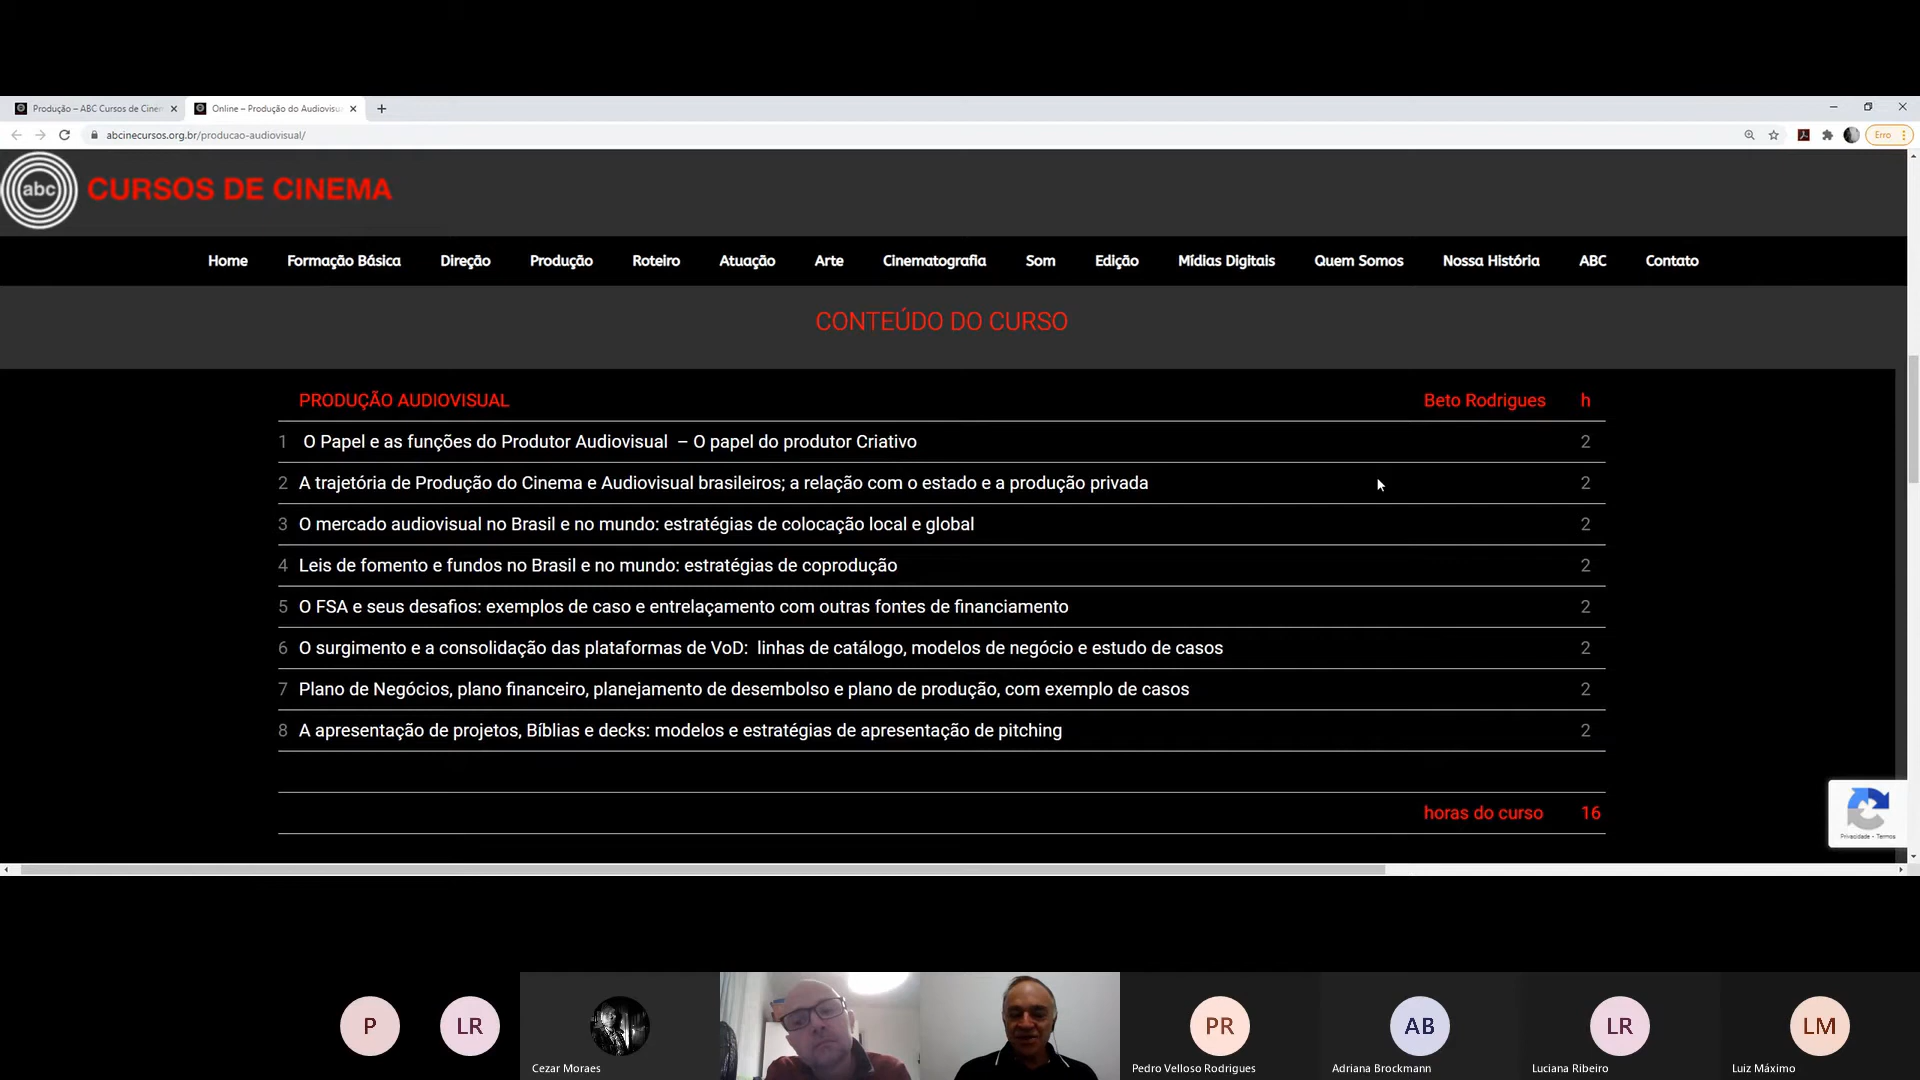 Produção – ABC Cursos de Cinem
Online – Produção do Audiovisu
abcinecursos.org.br/producao-audiovisual/
Erro
abc CURSOS DE CINEMA
Home Formação Básica Direção Produção Roteiro Atuação Arte Cinematografia Som Edição Mídias Digitais Quem Somos Nossa História ABC Contato
CONTEÚDO DO CURSO
PRODUÇÃO AUDIOVISUAL Beto Rodrigues h
1 O Papel e as funções do Produtor Audiovisual – O papel do produtor Criativo 2
2 A trajetória de Produção do Cinema e Audiovisual brasileiros; a relação com o estado e a produção privada 2
3 O mercado audiovisual no Brasil e no mundo: estratégias de colocação local e global 2
4 Leis de fomento e fundos no Brasil e no mundo: estratégias de coprodução 2
5 O FSA e seus desafios: exemplos de caso e entrelaçamento com outras fontes de financiamento 2
6 O surgimento e a consolidação das plataformas de VoD: linhas de catálogo, modelos de negócio e estudo de casos 2
7 Plano de Negócios, plano financeiro, planejamento de desembolso e plano de produção, com exemplo de casos 2
8 A apresentação de projetos, Bíblias e decks: modelos e estratégias de apresentação de pitching 2
horas do curso 16
Privacidade - Termos
P LR PR AB LR LM
Cezar Moraes Pedro Velloso Rodrigues Adriana Brockmann Luciana Ribeiro Luiz Máximo